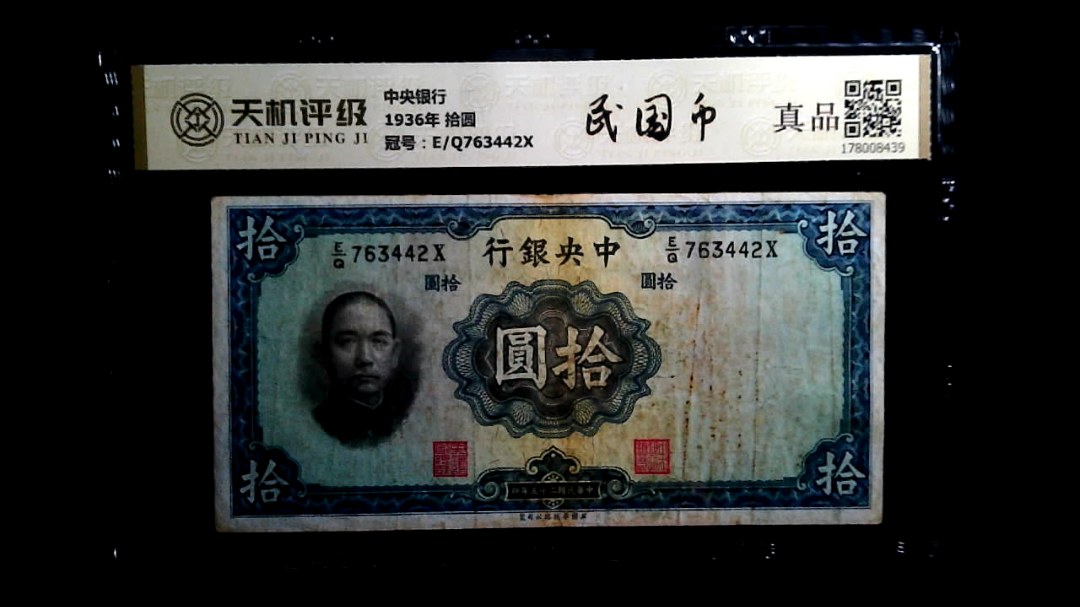 天机评级
TIAN JI PING JI
中央银行
1936年 拾圆
冠号：E/Q763442X
民国币
真品
178008439
拾
拾
E/Q 763442X
行銀央中
E/Q 763442X
圓拾
圓拾
圓拾
拾
拾